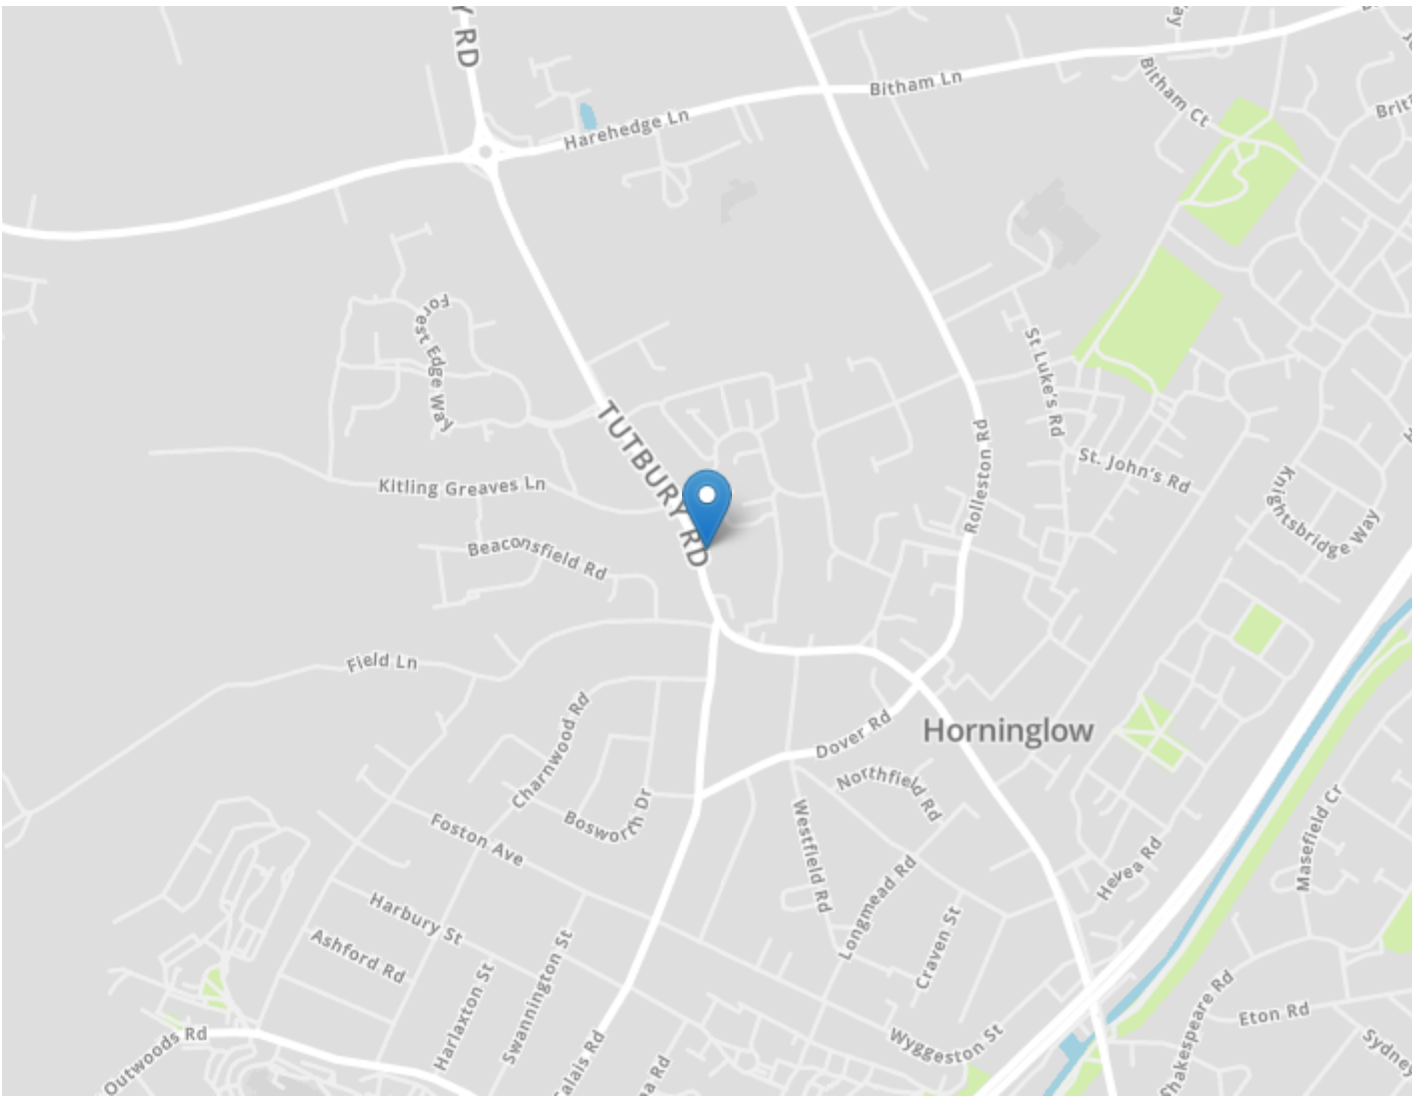 Y RD
Bitham Ln
Bitham Ct
Harehedge Ln
Forest Edge Way
TUTBURY RD
St Luke's Rd
Rolleston Rd
St. John's Rd
Kitling Greaves Ln
Knightsbridge Way
Beaconsfield Rd
Field Ln
Horninglow
Charnwood Rd
Dover Rd
Northfield Rd
Bosworth Dr
Foston Ave
Westfield Rd
Masefield Cr
Hevea Rd
Longmead Rd
Harbury St
Ashford Rd
Craven St
Harlaxton St
Swannington St
Shakespeare Rd
Eton Rd
Outwoods Rd
Wyggeston St
Sydney
alais Rd
a Rd